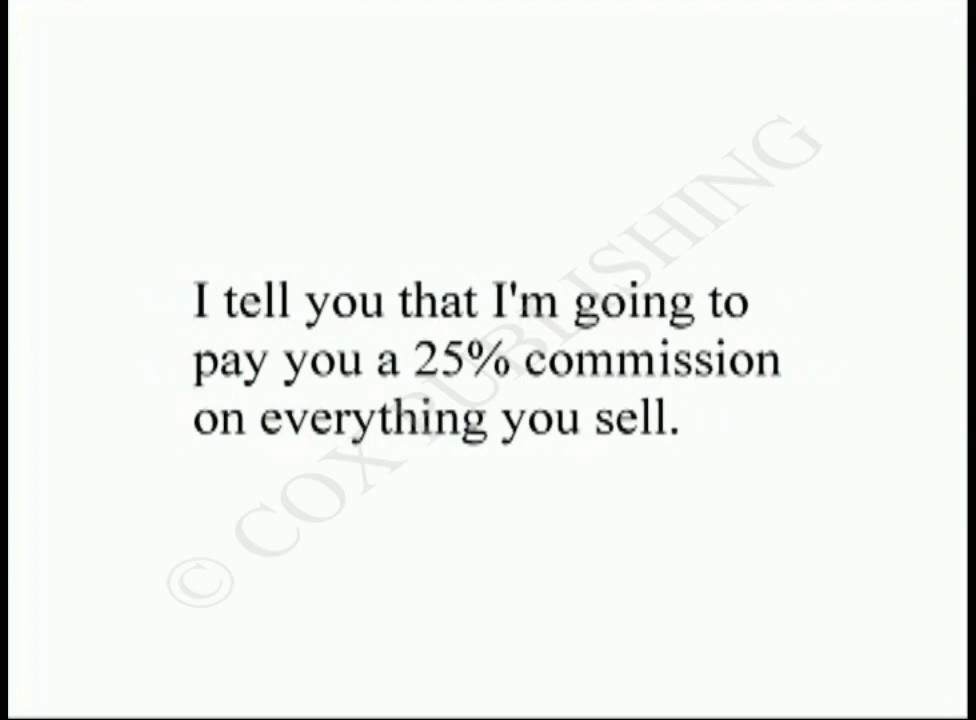 I tell you that I'm going to
pay you a 25% commission
on everything you sell.
© COX PUBLISHING